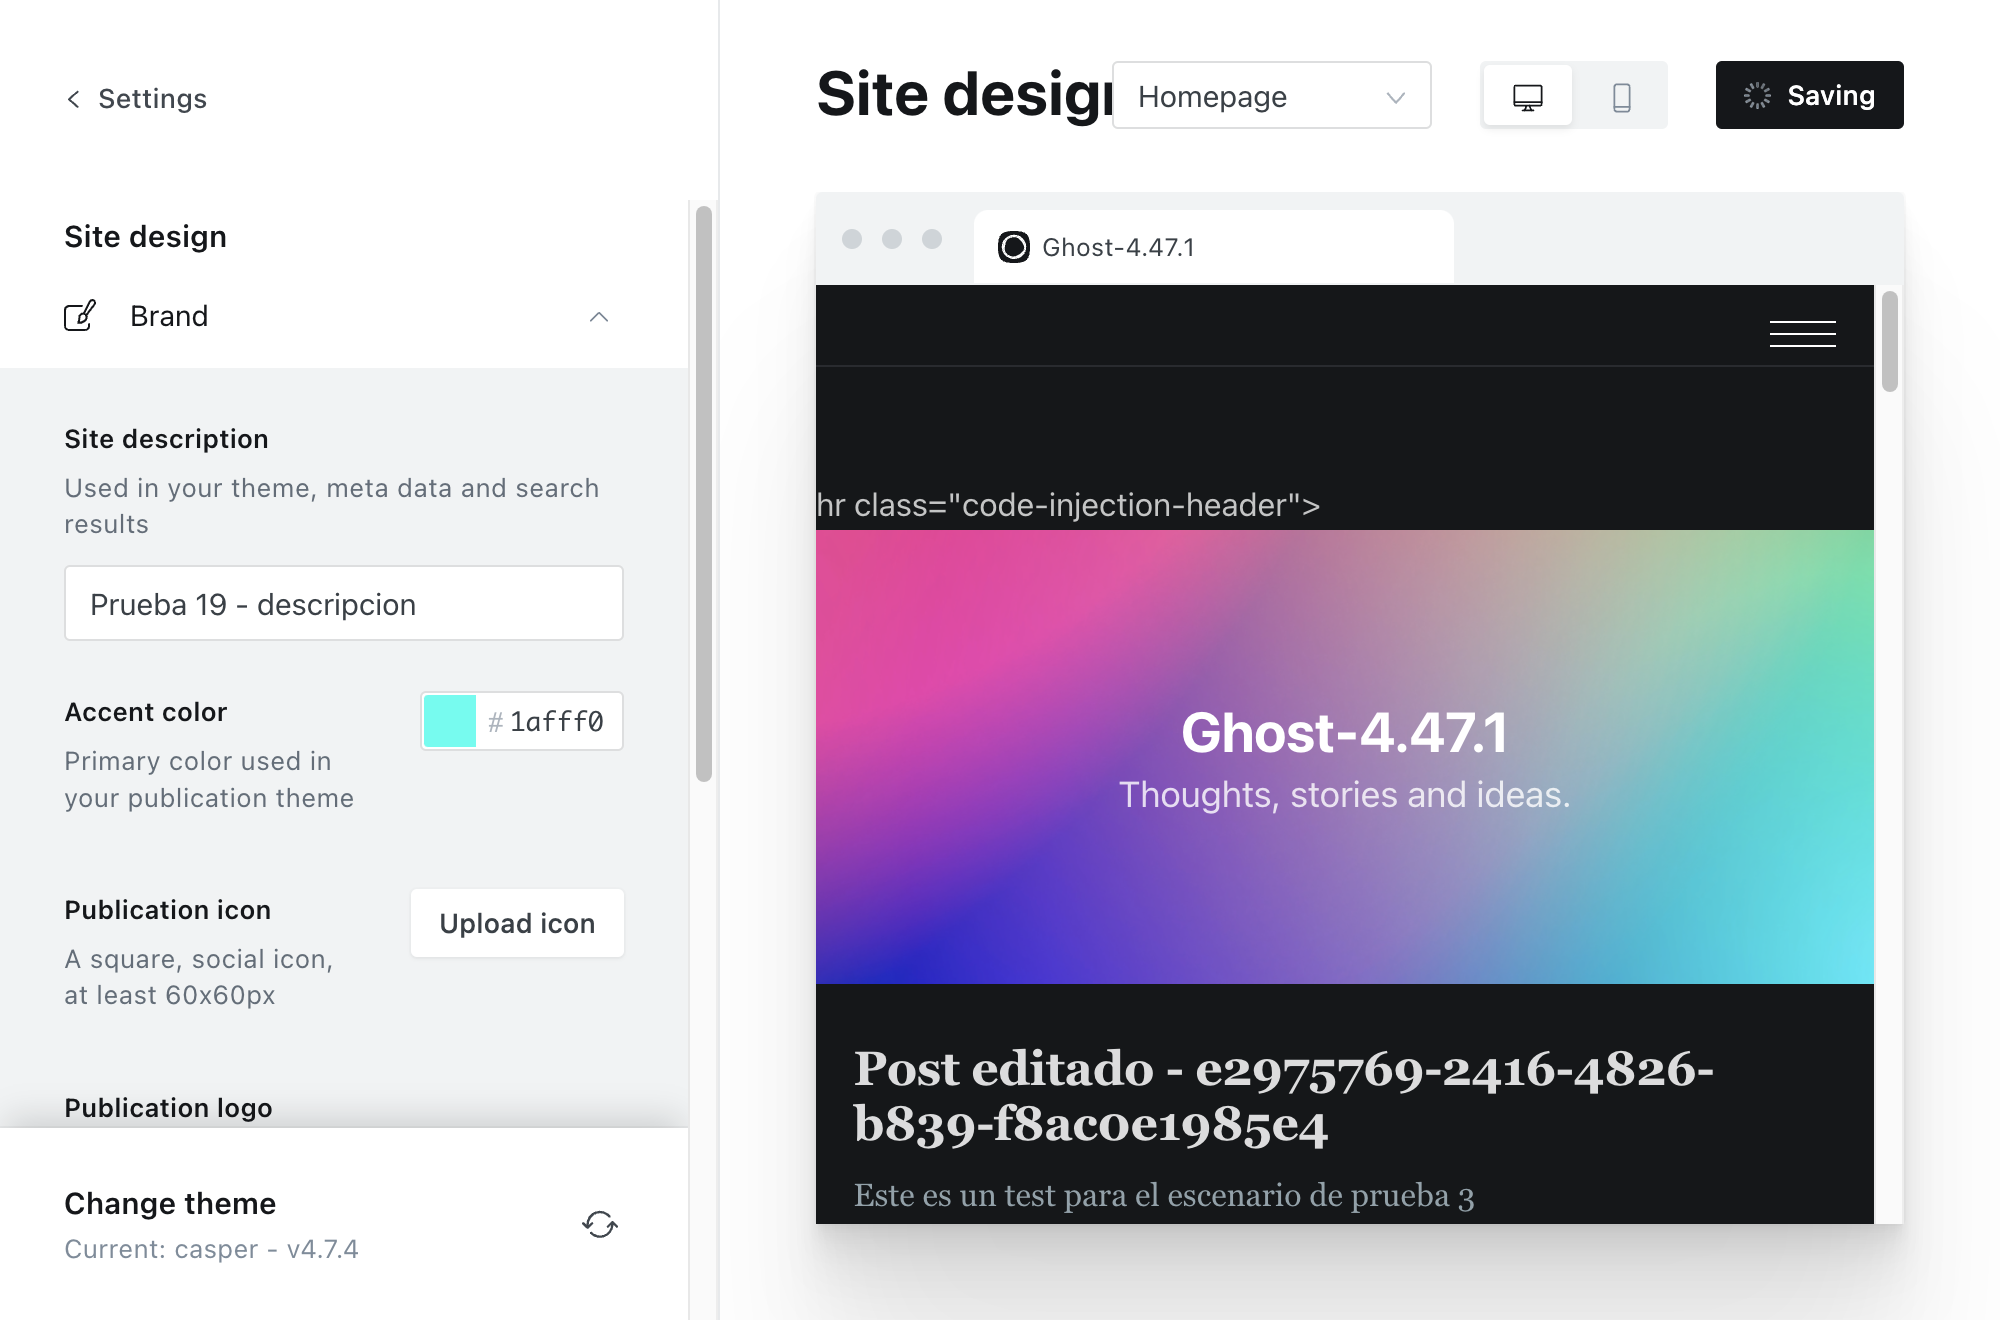 Settings
Site design
Brand
Site description
Used in your theme, meta data and search
results
Prueba 19 - descripcion
Accent color
# 1afff0
Primary color used in
your publication theme
Publication icon
Upload icon
A square, social icon,
at least 60x60px
Publication logo
Change theme
Current: casper - v4.7.4
Site design
Homepage
Saving
Ghost-4.47.1
hr class="code-injection-header">
Ghost-4.47.1
Thoughts, stories and ideas.
Post editado - e2975769-2416-4826-
b839-f8ac0e1985e4
Este es un test para el escenario de prueba 3